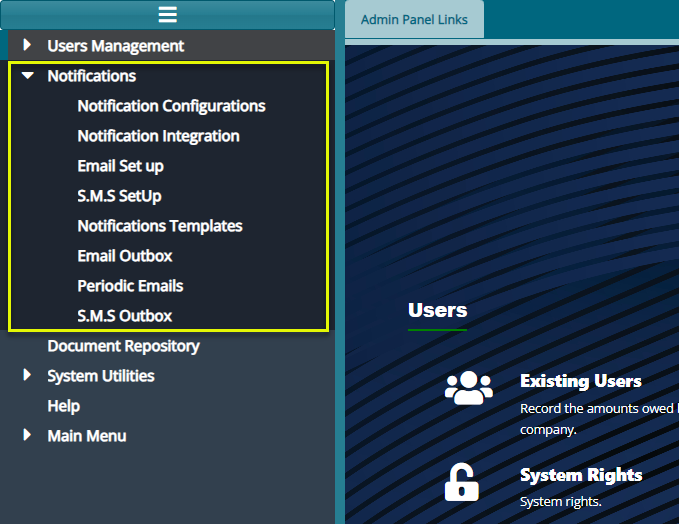 Users Management
Notifications
Notification Configurations
Notification Integration
Email Set up
S.M.S SetUp
Notifications Templates
Email Outbox
Periodic Emails
S.M.S Outbox
Document Repository
System Utilities
Help
Main Menu
Admin Panel Links
Users
Existing Users
Record the amounts owed
company.
System Rights
System rights.